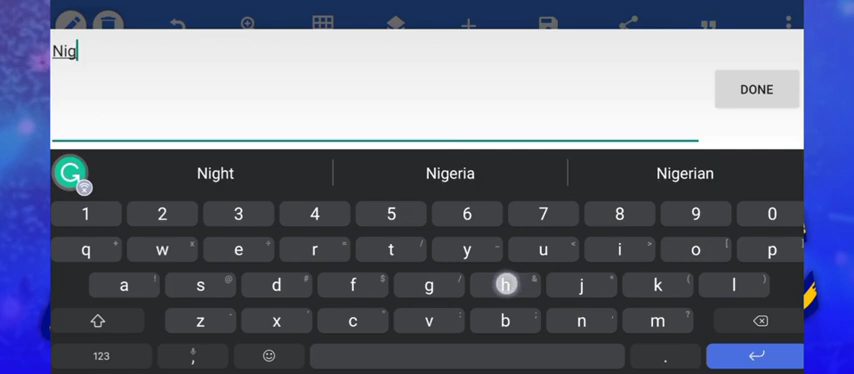 Nig
DONE
Night Nigeria Nigerian
1 2 3 4 5 6 7 8 9 0
q w e r t y u i o p
a s d f g h j k l
z x c v b n m
123 , .